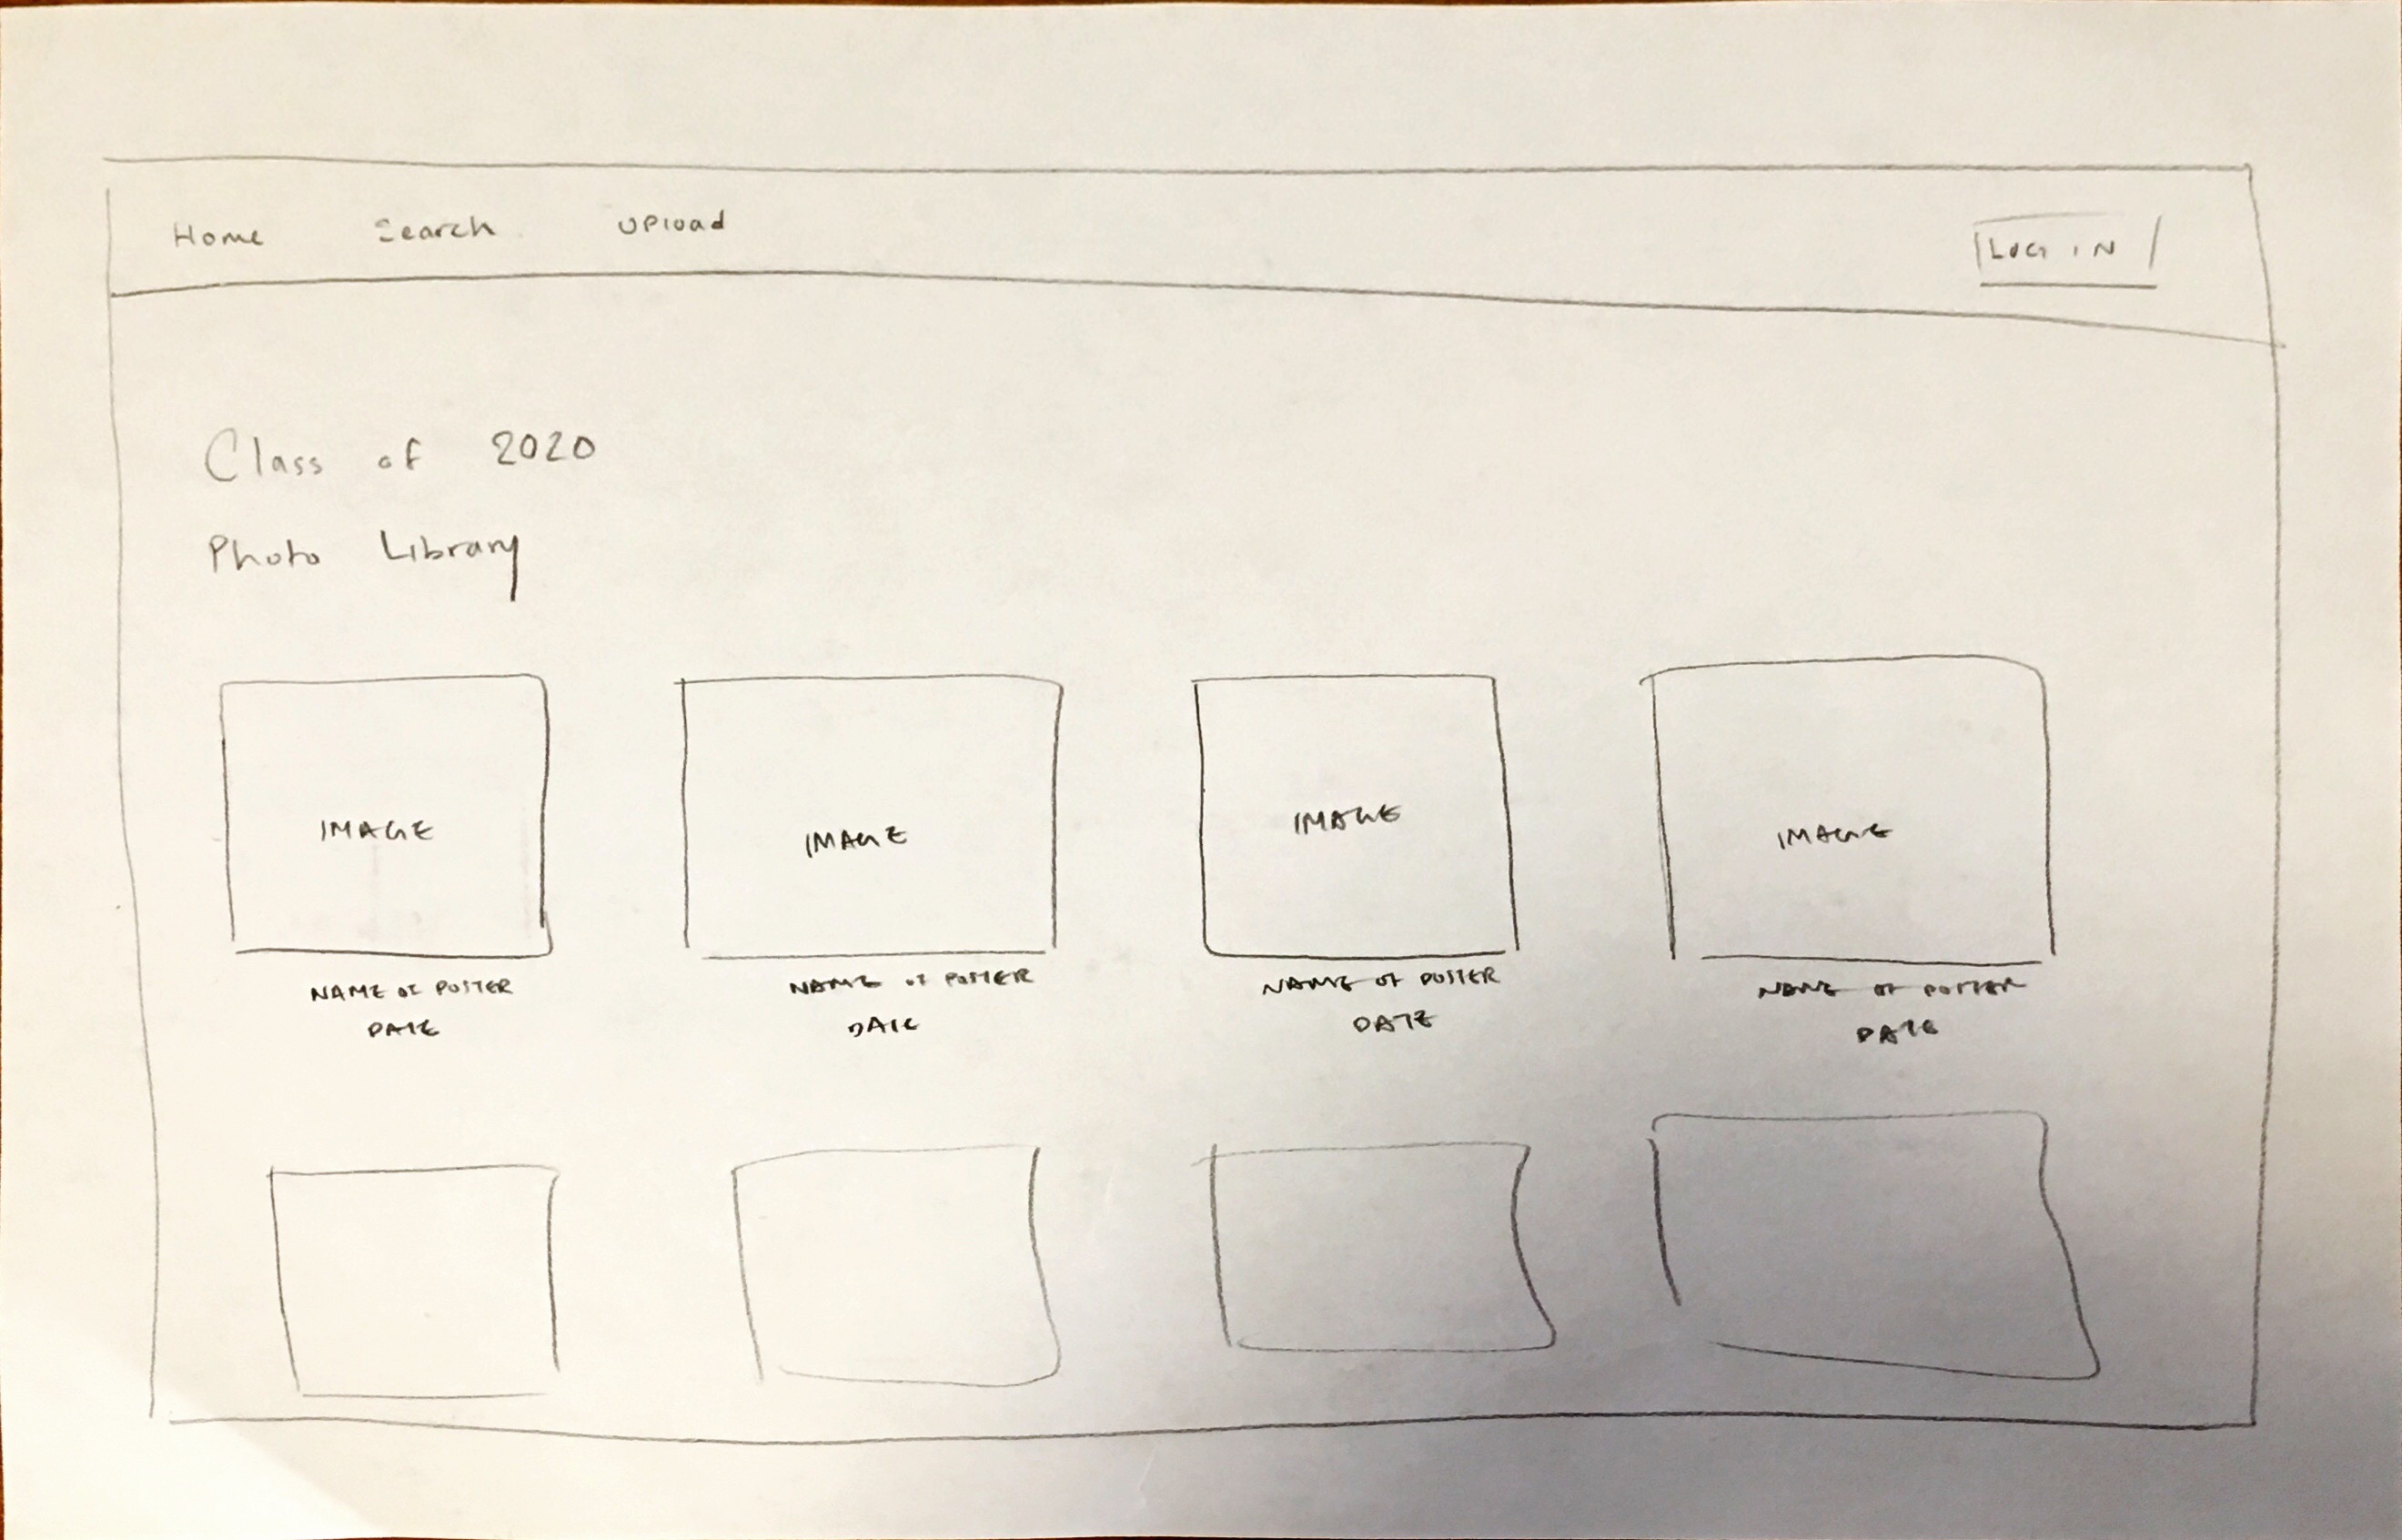 Home Search Upload LOG IN
Class of 2020
Photo Library
IMAGE IMAGE IMAGE IMAGE
NAME OF POSTER NAME OF POSTER NAME OF POSTER NAME OF POSTER
DATE DATE DATE DATE